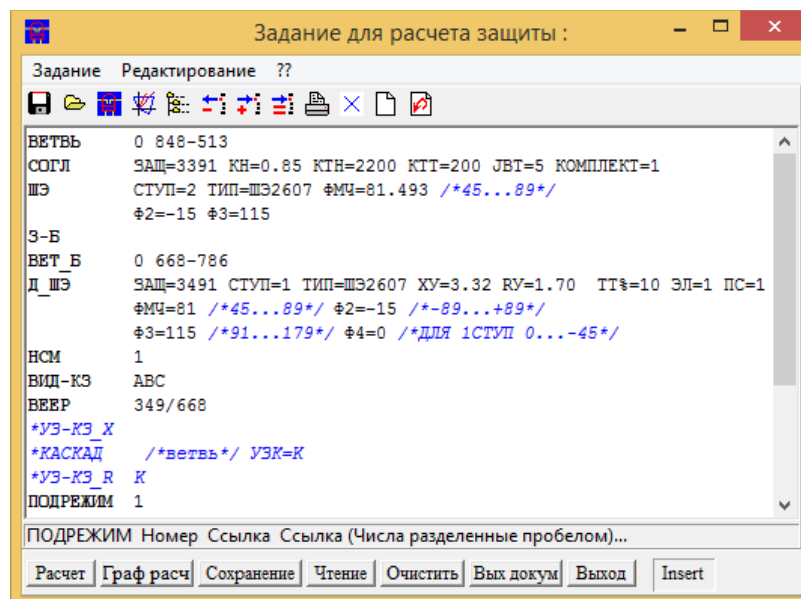 Задание для расчета защиты :
Задание Редактирование ??
ВЕТВЬ 0 848-513
СОГЛ ЗАЩ=3391 КН=0.85 КТН=2200 КТТ=200 JВТ=5 КОМПЛЕКТ=1
ШЭ СТУП=2 ТИП=ШЭ2607 ФМЧ=81.493 /*45...89*/
Ф2=-15 Ф3=115
З-Б
ВЕТ_Б 0 668-786
Д_ШЭ ЗАЩ=3491 СТУП=1 ТИП=ШЭ2607 ХУ=3.32 RУ=1.70 ТТ%=10 ЭЛ=1 ПС=1
ФМЧ=81 /*45...89*/ Ф2=-15 /*-89...+89*/
Ф3=115 /*91...179*/ Ф4=0 /*ДЛЯ 1СТУП 0...-45*/
НСМ 1
ВИД-КЗ АВС
ВЕЕР 349/668
*УЗ-КЗ_Х
*КАСКАД /*ветвь*/ УЗК=К
*УЗ-КЗ_R К
ПОДРЕЖИМ 1
ПОДРЕЖИМ Номер Ссылка Ссылка (Числа разделенные пробелом)...
Расчет Граф расч Сохранение Чтение Очистить Вых докум Выход Insert